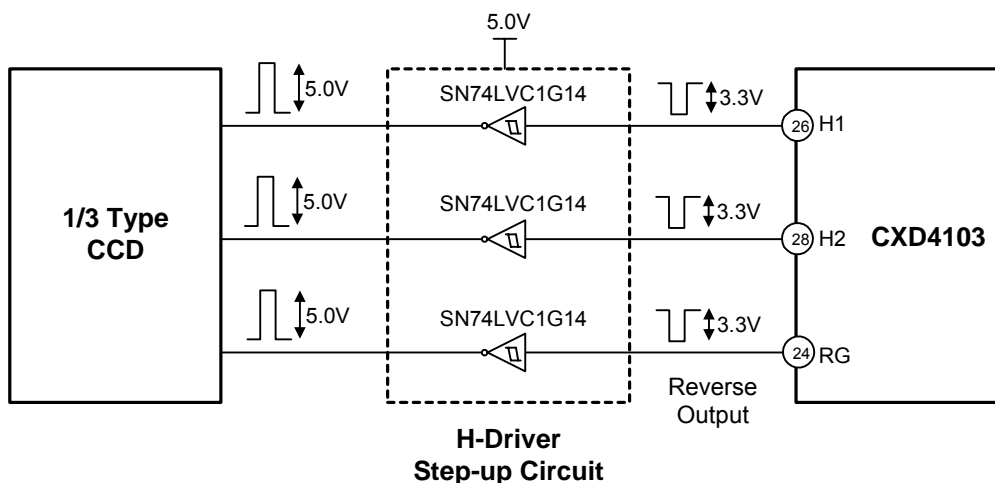 5.0V
5.0V
SN74LVC1G14
3.3V
26 H1
5.0V
SN74LVC1G14
3.3V
28 H2
1/3 Type
CCD
CXD4103
5.0V
SN74LVC1G14
3.3V
24 RG
Reverse
Output
H-Driver
Step-up Circuit